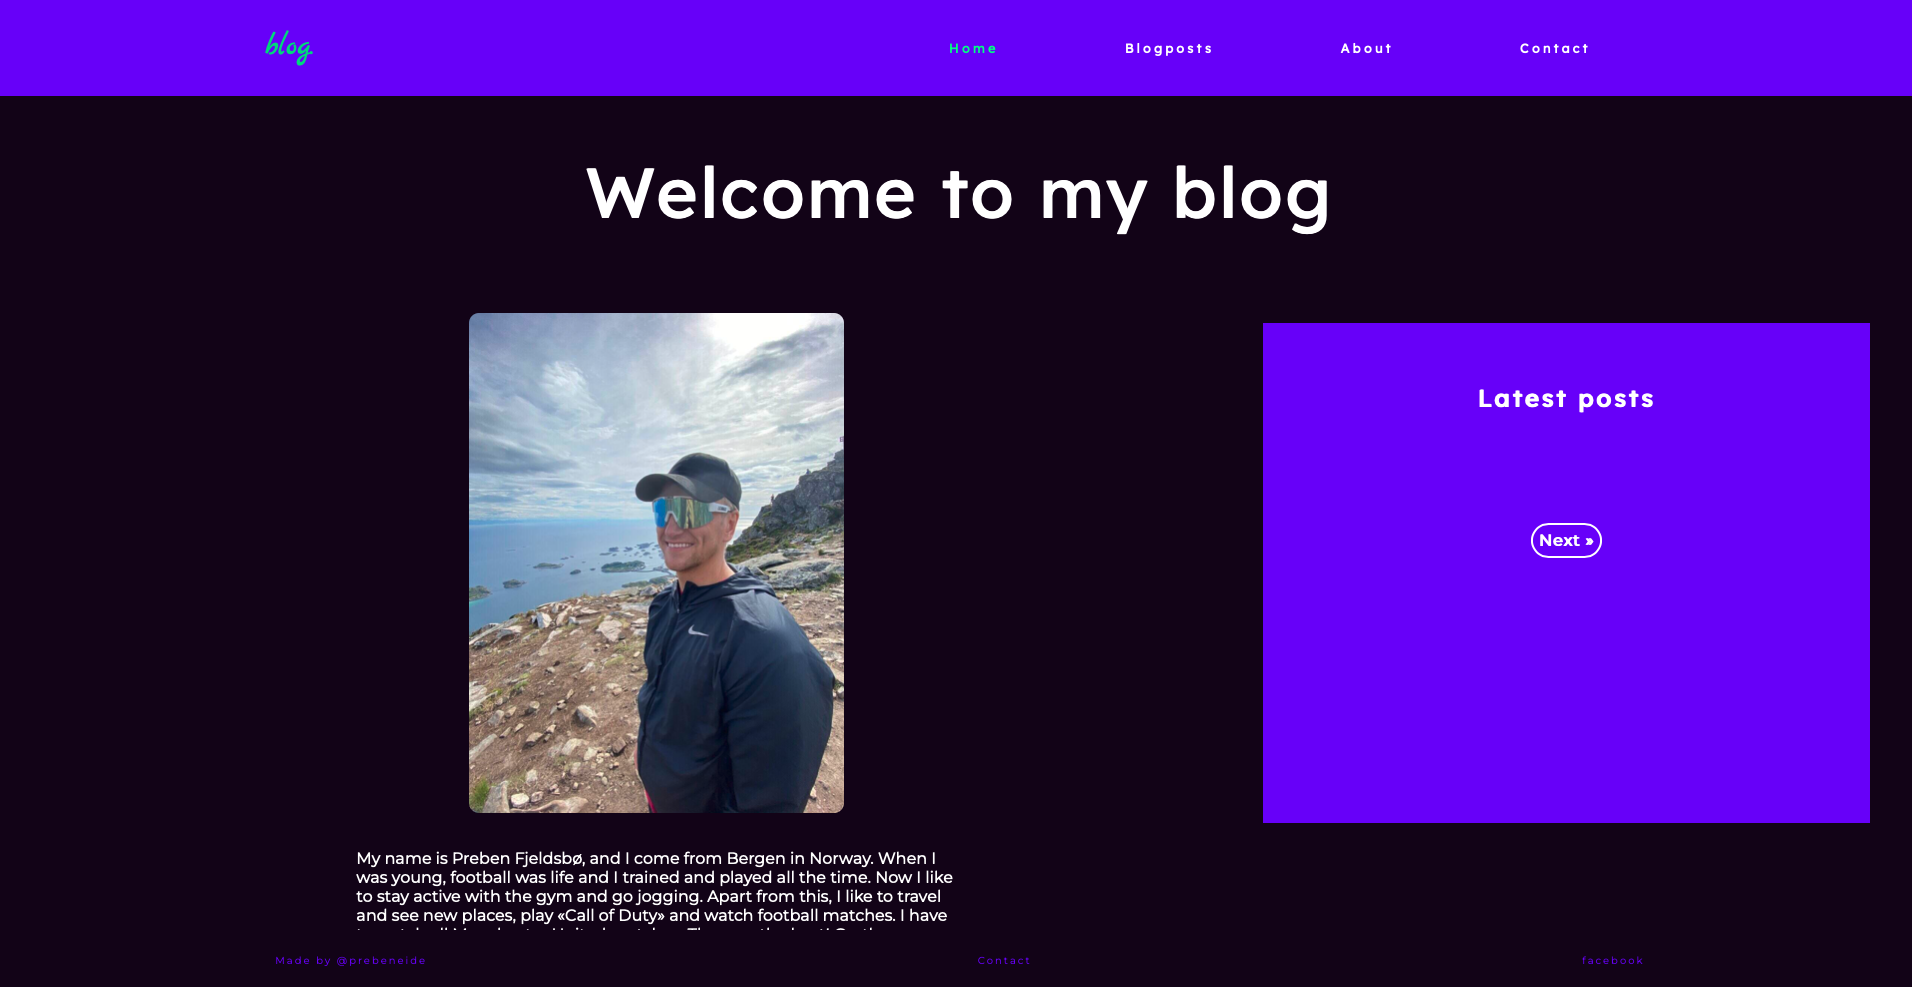 blog.
Home
Blogposts
About
Contact
Welcome to my blog
Latest posts
Next »
My name is Preben Fjeldsbø, and I come from Bergen in Norway. When I
was young, football was life and I trained and played all the time. Now I like
to stay active with the gym and go jogging. Apart from this, I like to travel
and see new places, play «Call of Duty» and watch football matches. I have
Made by @prebeneide
Contact
facebook